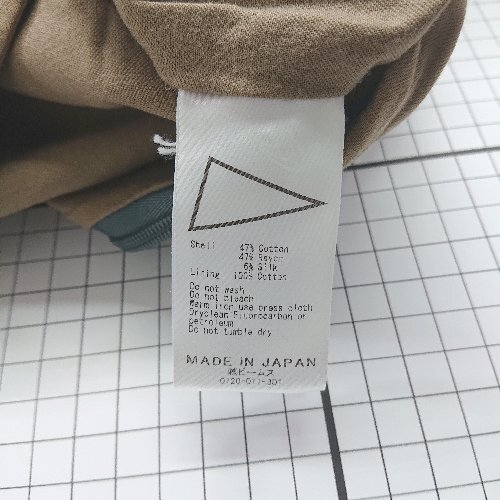 Shell 47% Cotton
47% Rayon
6% Silk
Lining 100% Cotton
Do not wash
Do not bleach
Warm iron use press cloth
Dryclean Fluorocarbon or
petroleum
Do not tumble dry
MADE IN JAPAN
㈱ビームス
0120-011-301